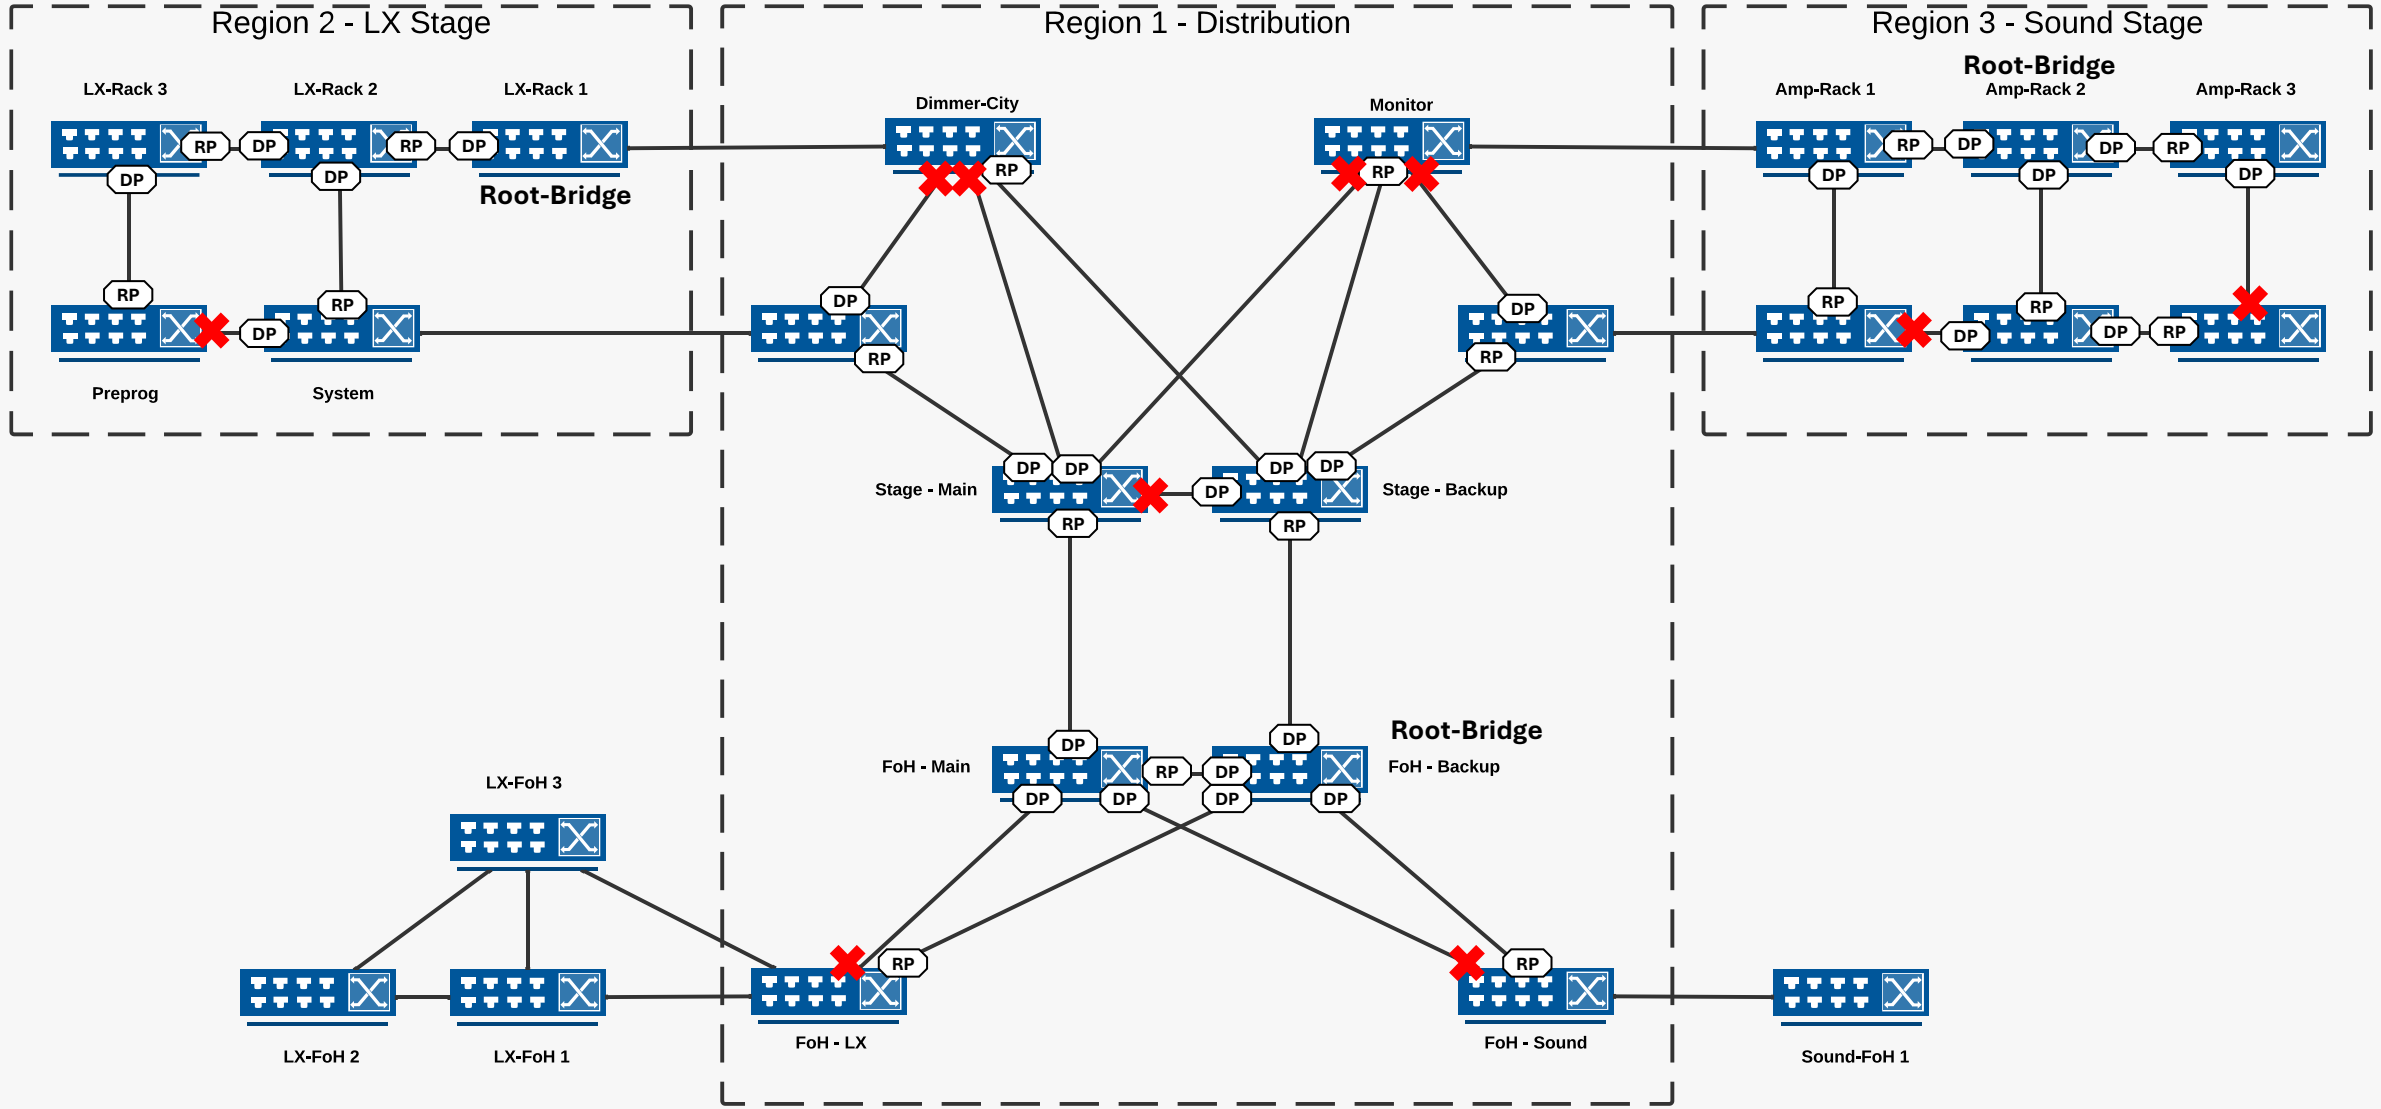 Region 2 - LX Stage
Region 1 - Distribution
Region 3 - Sound Stage
Root-Bridge
LX-Rack 3
LX-Rack 2
LX-Rack 1
Dimmer-City
Monitor
Amp-Rack 1
Amp-Rack 2
Amp-Rack 3
RP
DP
RP
DP
RP
DP
DP
RP
RP
DP
DP
RP
DP
DP
DP
Root-Bridge
RP
RP
DP
DP
RP
RP
DP
DP
RP
RP
DP
DP
RP
Preprog
System
DP
DP
DP
DP
Stage - Main
DP
Stage - Backup
RP
RP
Root-Bridge
DP
DP
FoH - Main
RP
DP
FoH - Backup
DP
DP
DP
DP
LX-FoH 3
RP
RP
FoH - LX
FoH - Sound
LX-FoH 2
LX-FoH 1
Sound-FoH 1